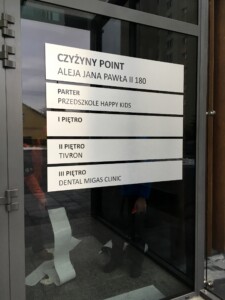 CZYŻYNY POINT
ALEJA JANA PAWŁA II 180
PARTER
PRZEDSZKOLE HAPPY KIDS
I PIĘTRO
II PIĘTRO
TIVRON
III PIĘTRO
DENTAL MIGAS CLINIC